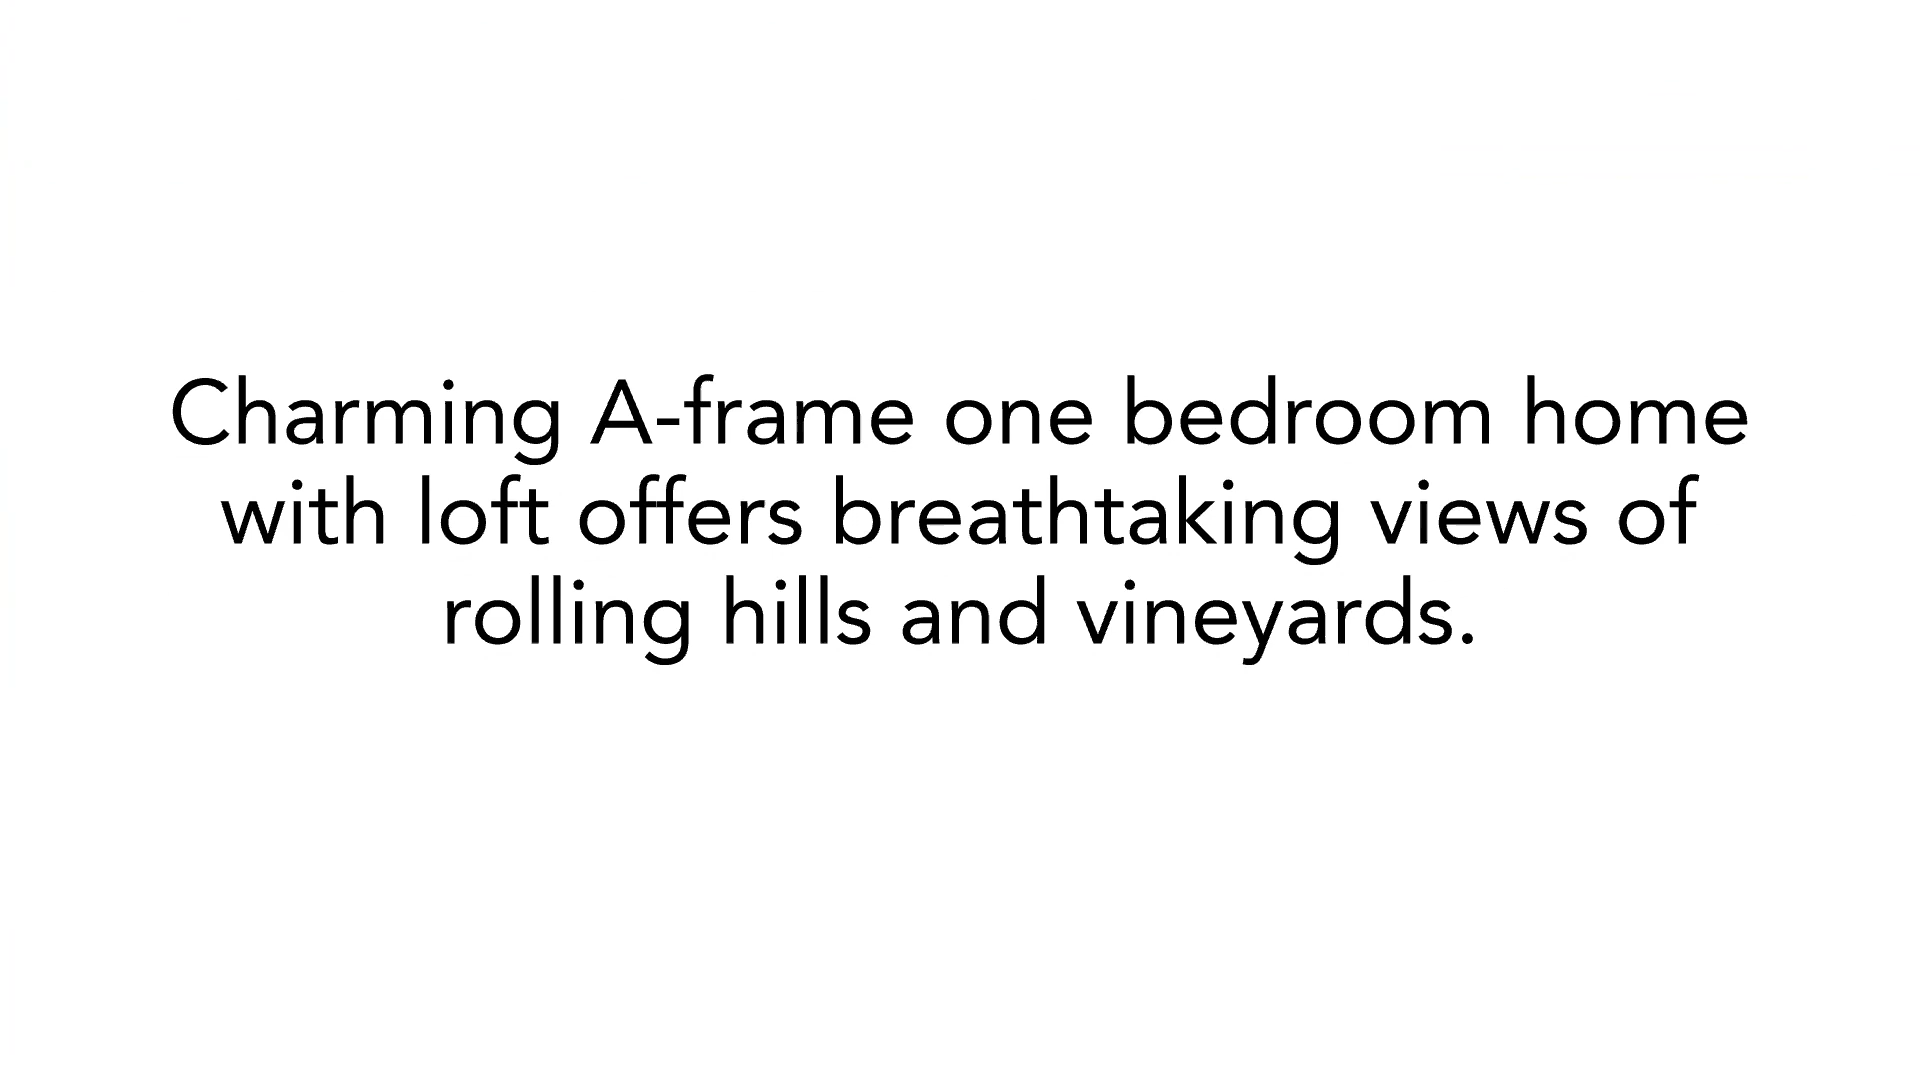 Charming A-frame one bedroom home
with loft offers breathtaking views of
rolling hills and vineyards.